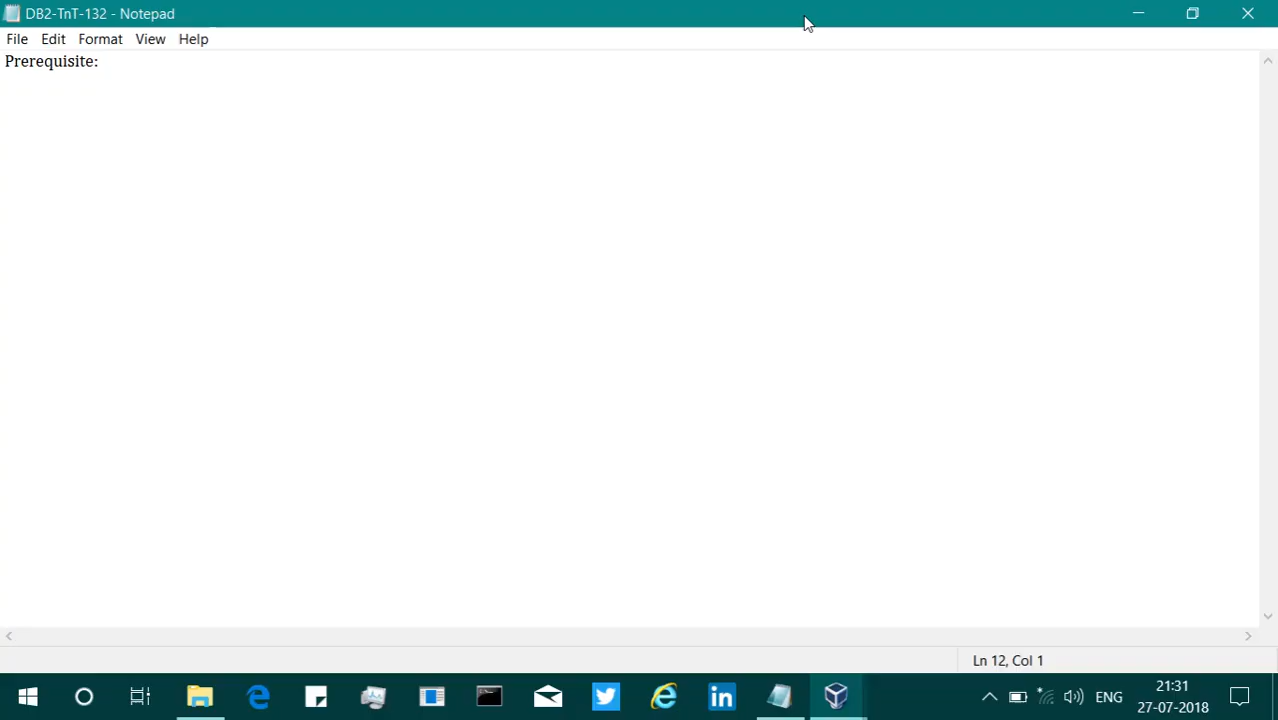 DB2-TnT-132 - Notepad
File Edit Format View Help
Prerequisite:
Ln 12, Col 1
ENG
21:31
27-07-2018